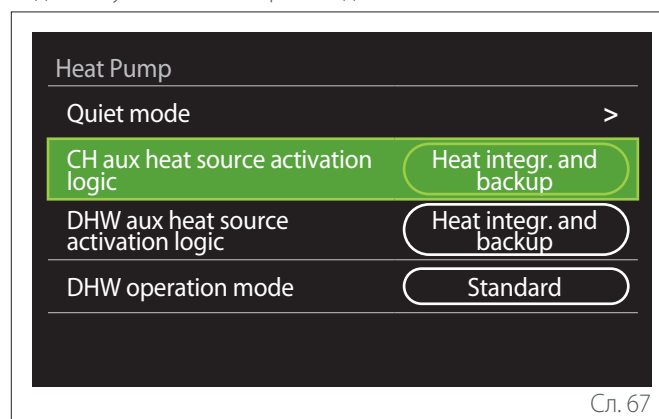 Heat Pump
Quiet mode >
CH aux heat source activation
logic
Heat integr. and
backup
DHW aux heat source
activation logic
Heat integr. and
backup
DHW operation mode Standard
Сл. 67